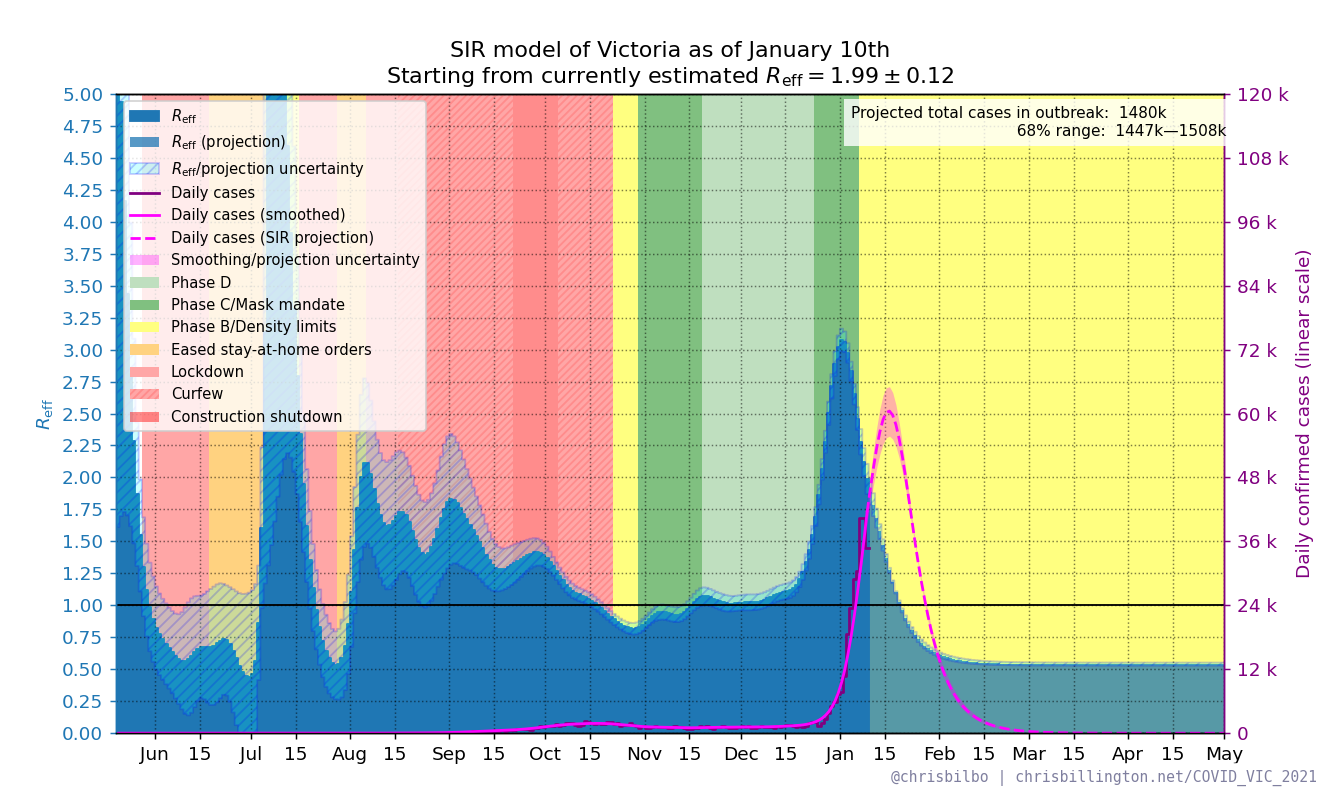 SIR model of Victoria as of January 10th
Starting from currently estimated Reff = 1.99 ± 0.12
Projected total cases in outbreak: 1480k
68% range: 1447k—1508k
Reff
Reff (projection)
Reff/projection uncertainty
Daily cases
Daily cases (smoothed)
Daily cases (SIR projection)
Smoothing/projection uncertainty
Phase D
Phase C/Mask mandate
Phase B/Density limits
Eased stay-at-home orders
Lockdown
Curfew
Construction shutdown
Reff
5.00
4.75
4.50
4.25
4.00
3.75
3.50
3.25
3.00
2.75
2.50
2.25
2.00
1.75
1.50
1.25
1.00
0.75
0.50
0.25
0.00
120 k
108 k
96 k
84 k
72 k
60 k
48 k
36 k
24 k
12 k
0
Daily confirmed cases (linear scale)
Jun 15 Jul 15 Aug 15 Sep 15 Oct 15 Nov 15 Dec 15 Jan 15 Feb 15 Mar 15 Apr 15 May
@chrisbilbo | chrisbillington.net/COVID_VIC_2021